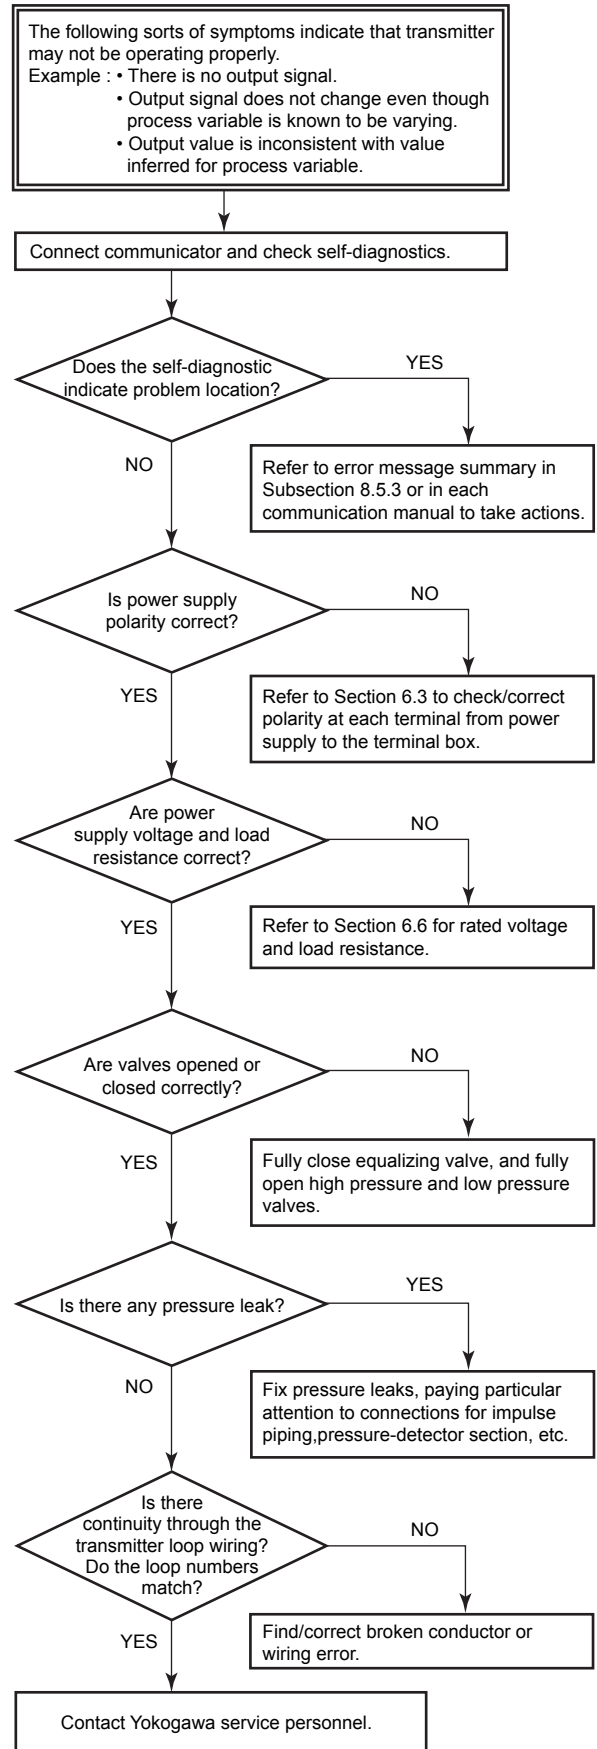 The following sorts of symptoms indicate that transmitter
may not be operating properly.
Example : • There is no output signal.
• Output signal does not change even though
process variable is known to be varying.
• Output value is inconsistent with value
inferred for process variable.
Connect communicator and check self-diagnostics.
Does the self-diagnostic
indicate problem location?
YES
NO
Refer to error message summary in
Subsection 8.5.3 or in each
communication manual to take actions.
Is power supply
polarity correct?
NO
YES
Refer to Section 6.3 to check/correct
polarity at each terminal from power
supply to the terminal box.
Are power
supply voltage and load
resistance correct?
NO
YES
Refer to Section 6.6 for rated voltage
and load resistance.
Are valves opened or
closed correctly?
NO
YES
Fully close equalizing valve, and fully
open high pressure and low pressure
valves.
Is there any pressure leak?
YES
NO
Fix pressure leaks, paying particular
attention to connections for impulse
piping,pressure-detector section, etc.
Is there
continuity through the
transmitter loop wiring?
Do the loop numbers
match?
NO
YES
Find/correct broken conductor or
wiring error.
Contact Yokogawa service personnel.